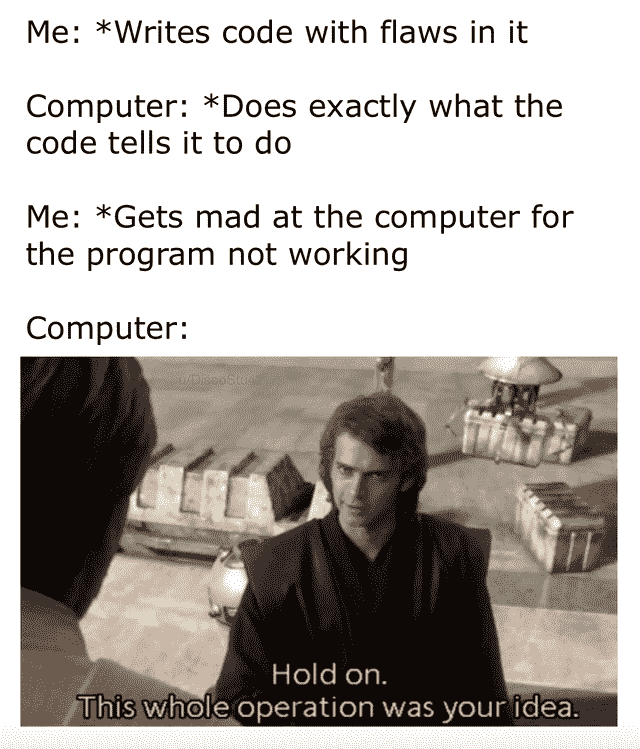 Me: *Writes code with flaws in it
Computer: *Does exactly what the
code tells it to do
Me: *Gets mad at the computer for
the program not working
Computer:
Hold on.
This whole operation was your idea.